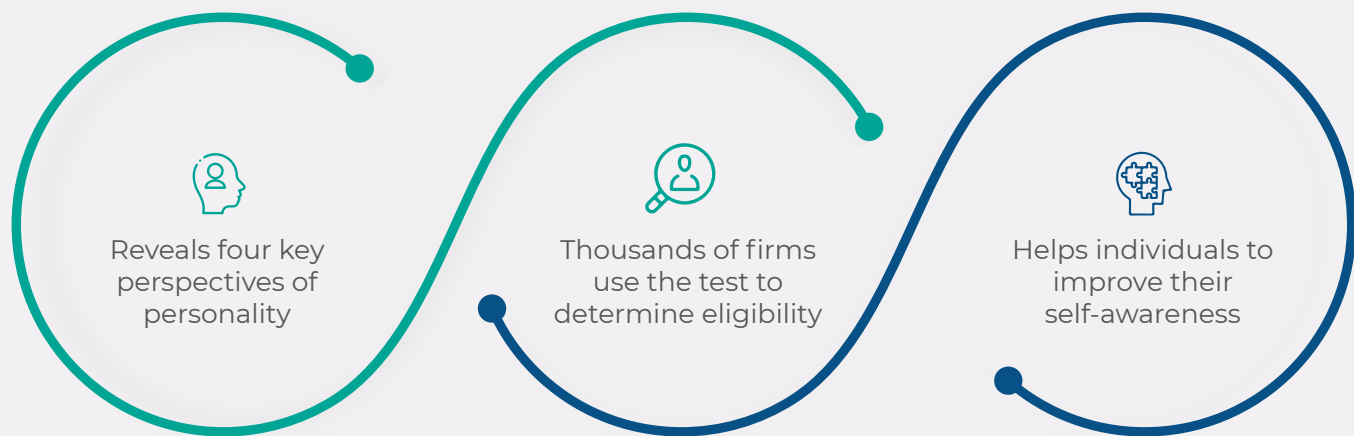 Reveals four key
perspectives of
personality
Thousands of firms
use the test to
determine eligibility
Helps individuals to
improve their
self-awareness